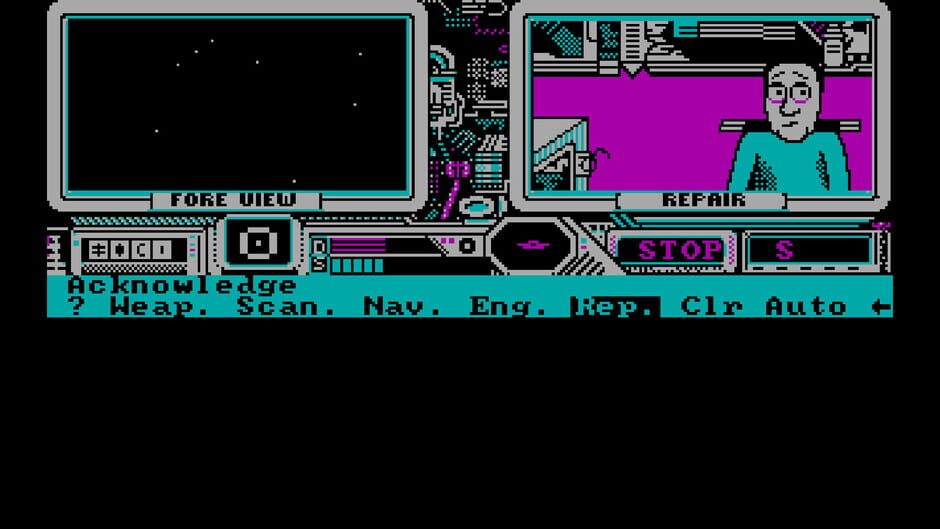 FORE VIEW
REPAIR
STOP
S
Acknowledge
? Weap. Scan. Nav. Eng. Rep. Clr Auto ←